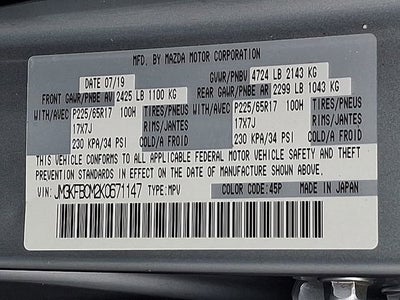 MFD. BY MAZDA MOTOR CORPORATION
DATE 07/19 GVWR/PNBV 4724 LB 2143 KG
FRONT GAWR/PNBE AV 2425 LB 1100 KG REAR GAWR/PNBE AR 2299 LB 1043 KG
WITH/AVEC P225/65R17 100H TIRES/PNEUS WITH/AVEC P225/65R17 100H TIRES/PNEUS
17X7J RIMS/JANTES 17X7J RIMS/JANTES
230 KPA/34 PSI COLD/A FROID 230 KPA/34 PSI COLD/A FROID
THIS VEHICLE CONFORMS TO ALL APPLICABLE FEDERAL MOTOR VEHICLE SAFETY AND THEFT
PREVENTION STANDARDS IN EFFECT ON THE DATE OF MANUFACTURE SHOWN ABOVE.
VIN: JM3KFBCM2K0671147 TYPE: MPV COLOR CODE: 45P MADE IN JAPAN